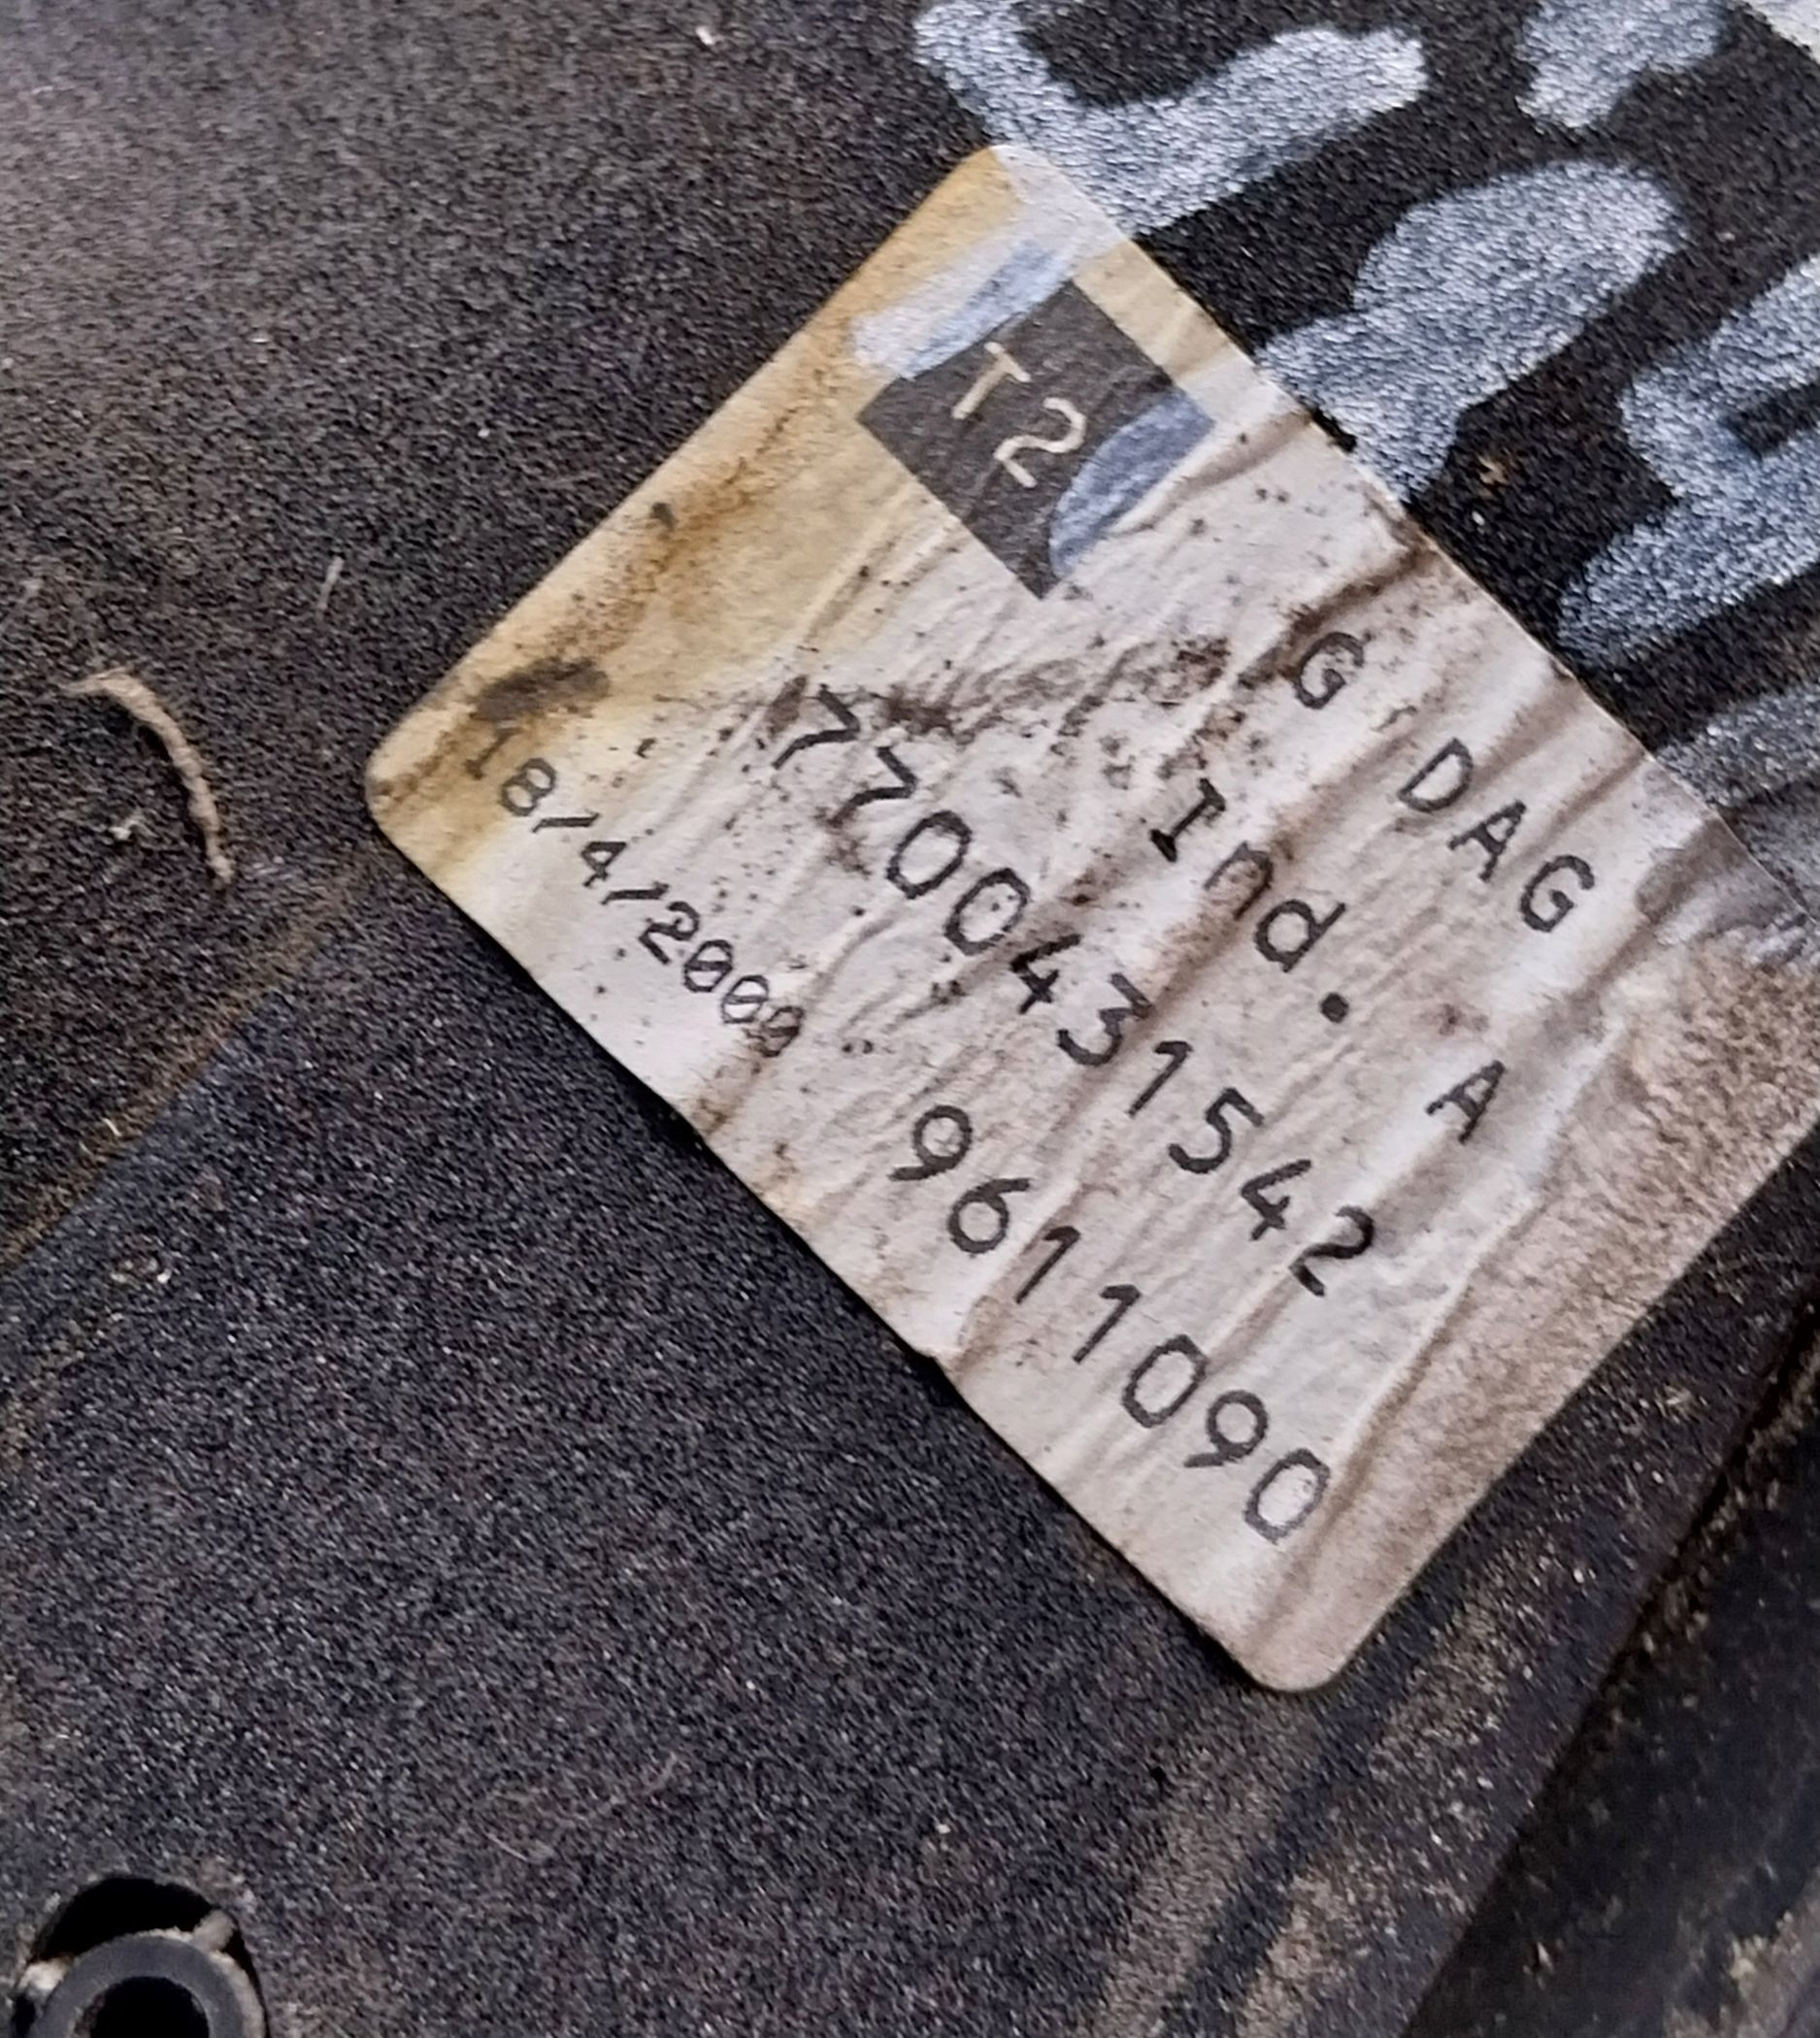 T2
G DAG
Ind. A
7700431542
18/4/2000
9611090